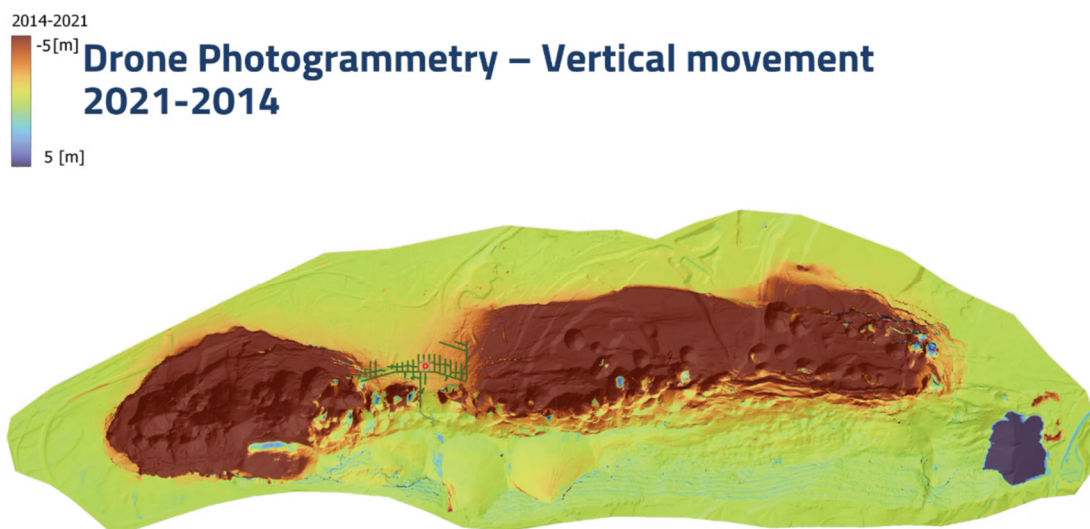 2014-2021
-5[m]
Drone Photogrammetry – Vertical movement
2021-2014
5 [m]